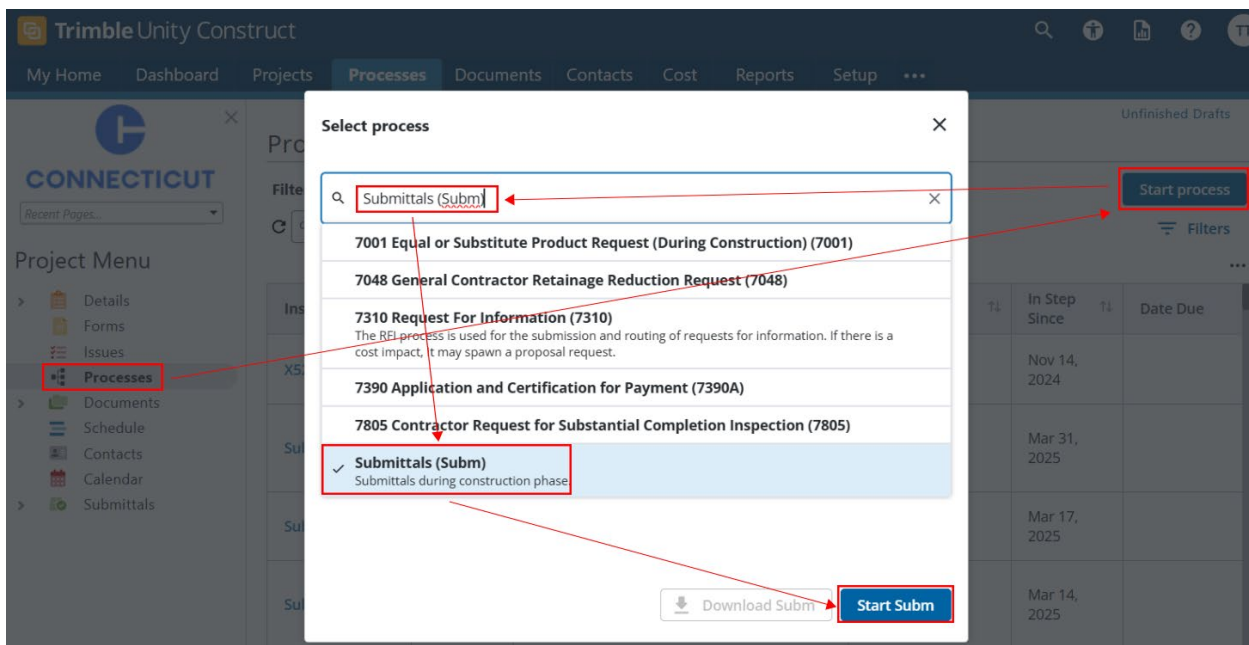 Trimble Unity Construct
TT
My Home Dashboard Projects Processes Documents Contacts Cost Reports Setup
CONNECTICUT
Recent Pages...
Project Menu
Details
Forms
Issues
Processes
Documents
Schedule
Contacts
Calendar
Submittals
Unfinished Drafts
Start process
Filters
In Step Since
Date Due
Nov 14, 2024
Mar 31, 2025
Mar 17, 2025
Mar 14, 2025
Select process
Submittals (Subm)
7001 Equal or Substitute Product Request (During Construction) (7001)
7048 General Contractor Retainage Reduction Request (7048)
7310 Request For Information (7310)
The RFI process is used for the submission and routing of requests for information. If there is a
cost impact, it may spawn a proposal request.
7390 Application and Certification for Payment (7390A)
7805 Contractor Request for Substantial Completion Inspection (7805)
Submittals (Subm)
Submittals during construction phase.
Download Subm
Start Subm